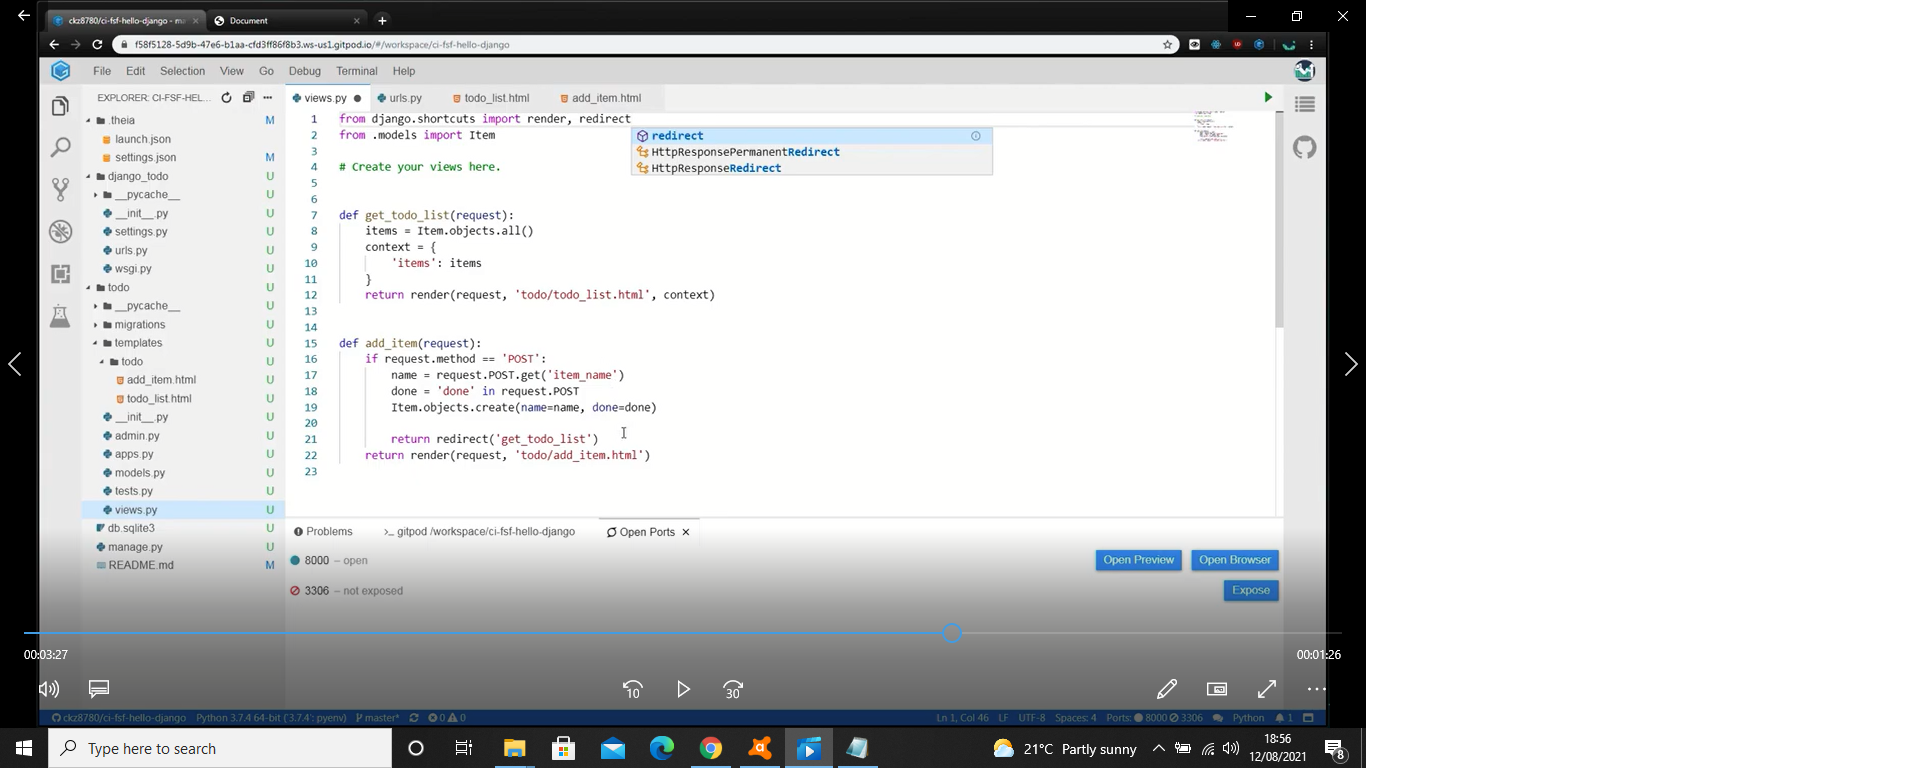 ckz8780/ci-fsf-hello-django - ma
Document
f58f5128-5d9b-47e6-b1aa-cfd3ff86f8b3.ws-us1.gitpod.io/#/workspace/ci-fsf-hello-django
File Edit Selection View Go Debug Terminal Help
EXPLORER: CI-FSF-HEL...
views.py urls.py todo_list.html add_item.html
.theia M
launch.json
settings.json M
django_todo U
__pycache__ U
__init__.py U
settings.py U
urls.py U
wsgi.py U
todo U
__pycache__ U
migrations U
templates U
todo U
add_item.html U
todo_list.html U
__init__.py U
admin.py U
apps.py U
models.py U
tests.py U
views.py U
db.sqlite3 U
manage.py U
README.md M
1 from django.shortcuts import render, redirect
2 from .models import Item
3
4 # Create your views here.
5
6
7 def get_todo_list(request):
8 items = Item.objects.all()
9 context = {
10 'items': items
11 }
12 return render(request, 'todo/todo_list.html', context)
13
14
15 def add_item(request):
16 if request.method == 'POST':
17 name = request.POST.get('item_name')
18 done = 'done' in request.POST
19 Item.objects.create(name=name, done=done)
20
21 return redirect('get_todo_list')
22 return render(request, 'todo/add_item.html')
23
redirect
HttpResponsePermanentRedirect
HttpResponseRedirect
Problems >_ gitpod /workspace/ci-fsf-hello-django Open Ports
8000 – open Open Preview Open Browser
3306 – not exposed Expose
00:03:27 00:01:26
10 30
ckz8780/ci-fsf-hello-django Python 3.7.4 64-bit ('3.7.4': pyenv) master* 0 0 Ln 1, Col 46 LF UTF-8 Spaces: 4 Ports: 8000 3306 Python 1
Type here to search
21°C Partly sunny
18:56
12/08/2021
8